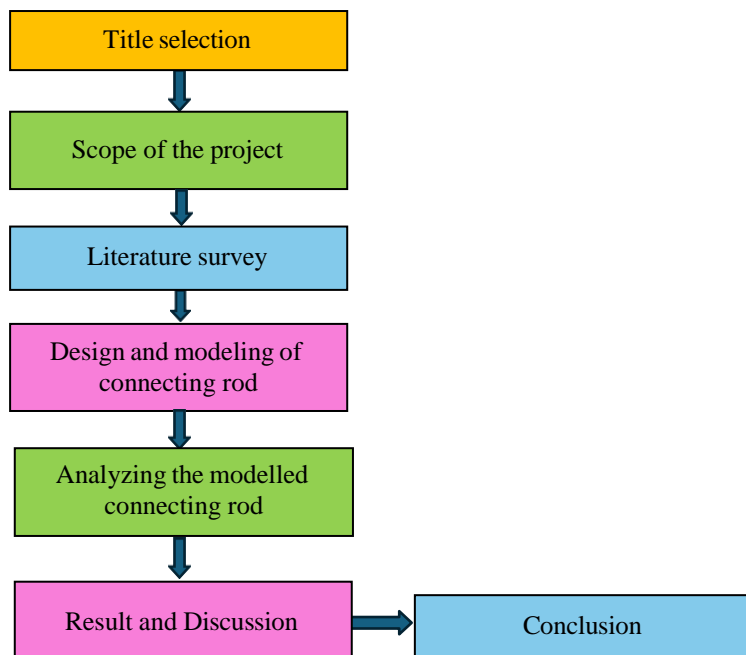 Title selection
Scope of the project
Literature survey
Design and modeling of
connecting rod
Analyzing the modelled
connecting rod
Result and Discussion
Conclusion